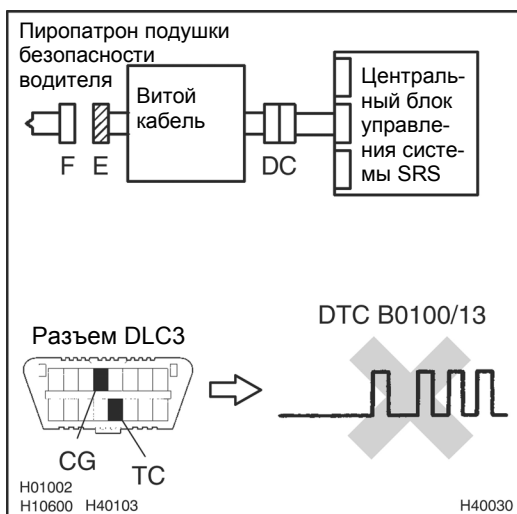 Пиропатрон подушки
безопасности
водителя
Витой
кабель
Централь-
ный блок
управле-
ния систе-
мы SRS
F E DC
DTC B0100/13
Разъем DLC3
CG TC
H01002
H10600 H40103 H40030